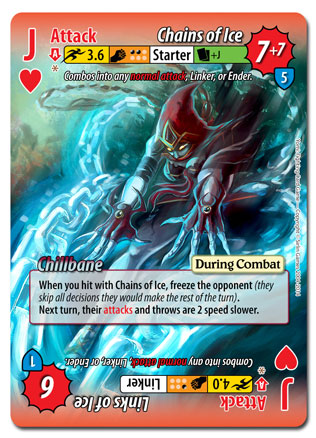 J Attack Chains of Ice
3.6 Starter +J 7+7
*
Combos into any normal attack, Linker, or Ender.
5
Chillbane During Combat
When you hit with Chains of Ice, freeze the opponent (they
skip all decisions they would make the rest of the turn).
Next turn, their attacks and throws are 2 speed slower.
Combos into any normal attack, Linker, or Ender.
1
*
6 Linker 4.0
Links of Ice Attack J